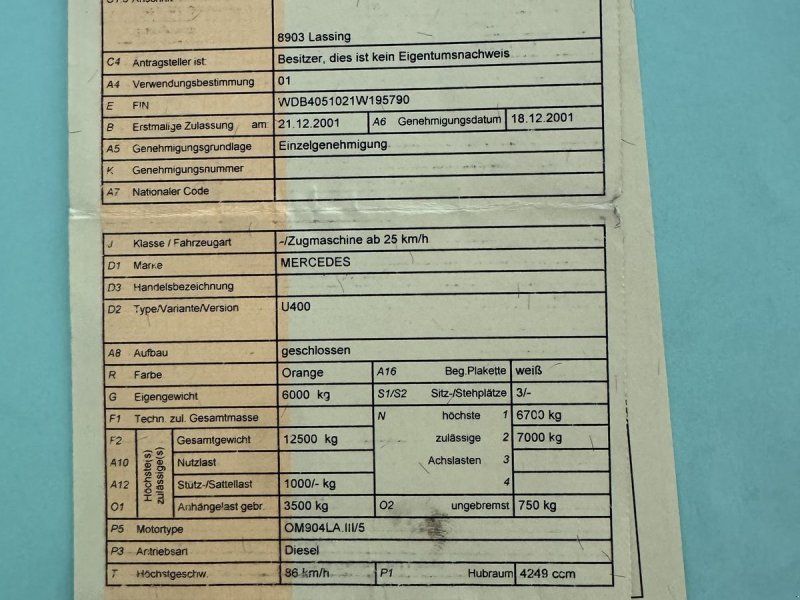 8903 Lassing
C4 Antragsteller ist: Besitzer, dies ist kein Eigentumsnachweis
A4 Verwendungsbestimmung 01
E FIN WDB4051021W195790
B Erstmalige Zulassung am: 21.12.2001 A6 Genehmigungsdatum 18.12.2001
A5 Genehmigungsgrundlage Einzelgenehmigung
K Genehmigungsnummer
A7 Nationaler Code
J Klasse / Fahrzeugart -/Zugmaschine ab 25 km/h
D1 Marke MERCEDES
D3 Handelsbezeichnung
D2 Type/Variante/Version U400
A8 Aufbau geschlossen
R Farbe Orange A16 Beg.Plakette weiß
G Eigengewicht 6000 kg S1/S2 Sitz-/Stehplätze 3/-
F1 Techn. zul. Gesamtmasse N höchste 1 6700 kg
F2 Höchste(s) zulässige(s) Gesamtgewicht 12500 kg zulässige 2 7000 kg
A10 Nutzlast Achslasten 3
A12 Stütz-/Sattellast 1000/- kg 4
O1 Anhängelast gebr. 3500 kg O2 ungebremst 750 kg
P5 Motortype OM904LA.III/5
P3 Antriebsart Diesel
T Höchstgeschw. 86 km/h P1 Hubraum 4249 ccm